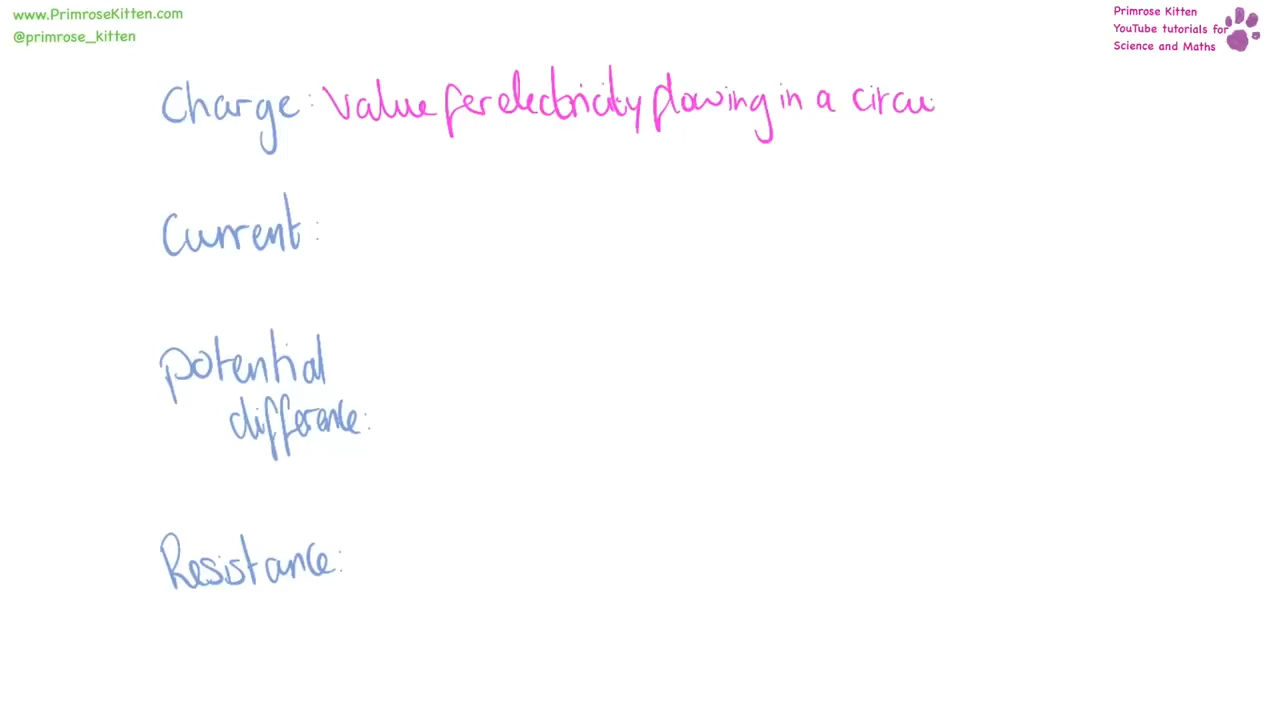 www.PrimroseKitten.com
@primrose_kitten
Primrose Kitten
YouTube tutorials for
Science and Maths
Charge: Value for electricity flowing in a circu
Current:
potential
difference:
Resistance: